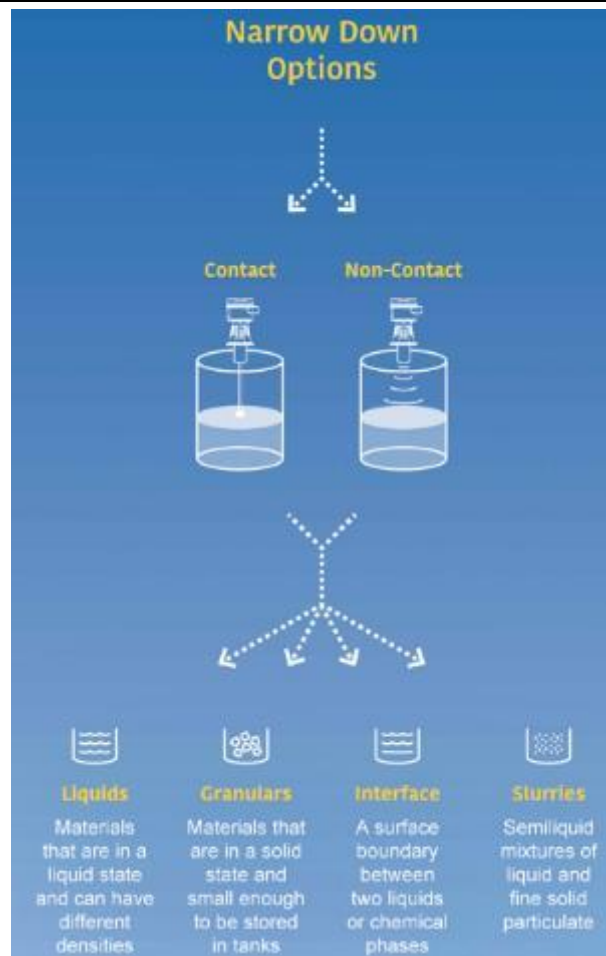 Narrow Down
Options
Contact
Non-Contact
Liquids
Materials
that are in a
liquid state
and can have
different
densities
Granulars
Materials that
are in a solid
state and
small enough
to be stored
in tanks
Interface
A surface
boundary
between
two liquids
or chemical
phases
Slurries
Semiliquid
mixtures of
liquid and
fine solid
particulate